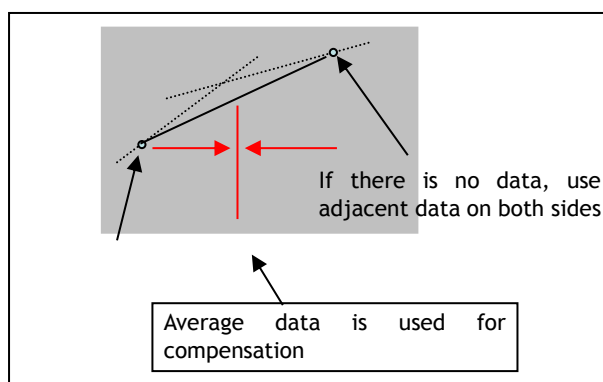 If there is no data, use
adjacent data on both sides
Average data is used for
compensation